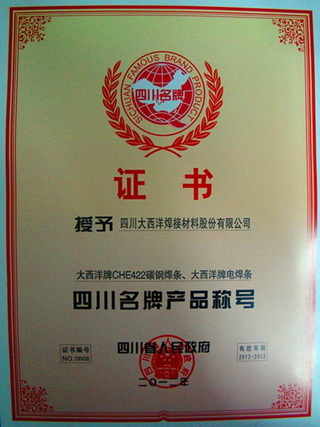 SICHUAN FAMOUS BRAND PRODUCT
四川名牌
证书
授予 四川大西洋焊接材料股份有限公司
大西洋牌CHE422碳钢焊条、大西洋牌电焊条
四川名牌产品称号
证书编号
四川省人民政府
二〇一二年
有效年限
2012-2015